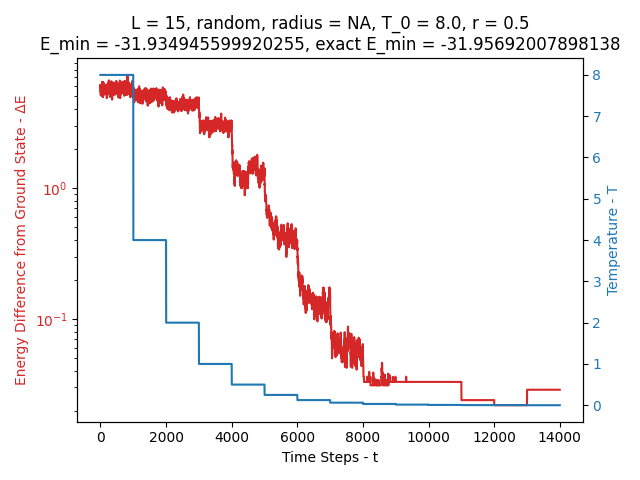 L = 15, random, radius = NA, T_0 = 8.0, r = 0.5
E_min = -31.934945599920255, exact E_min = -31.95692007898138
Energy Difference from Ground State - ΔE
10⁰
10⁻¹
8
7
6
5
4
3
2
1
0
Temperature - T
0 2000 4000 6000 8000 10000 12000 14000
Time Steps - t